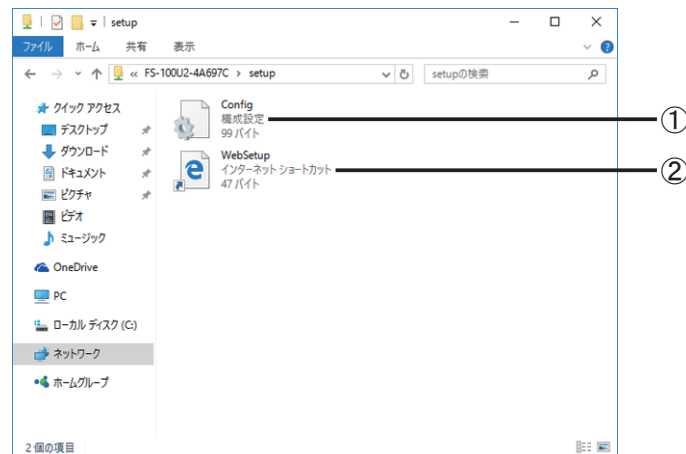 setup
ファイル ホーム 共有 表示
« FS-100U2-4A697C › setup
setupの検索
クイック アクセス
デスクトップ
ダウンロード
ドキュメント
ピクチャ
ビデオ
ミュージック
OneDrive
PC
ローカル ディスク (C:)
ネットワーク
ホームグループ
Config
構成設定
99 バイト
①
WebSetup
インターネット ショートカット
47 バイト
②
2 個の項目